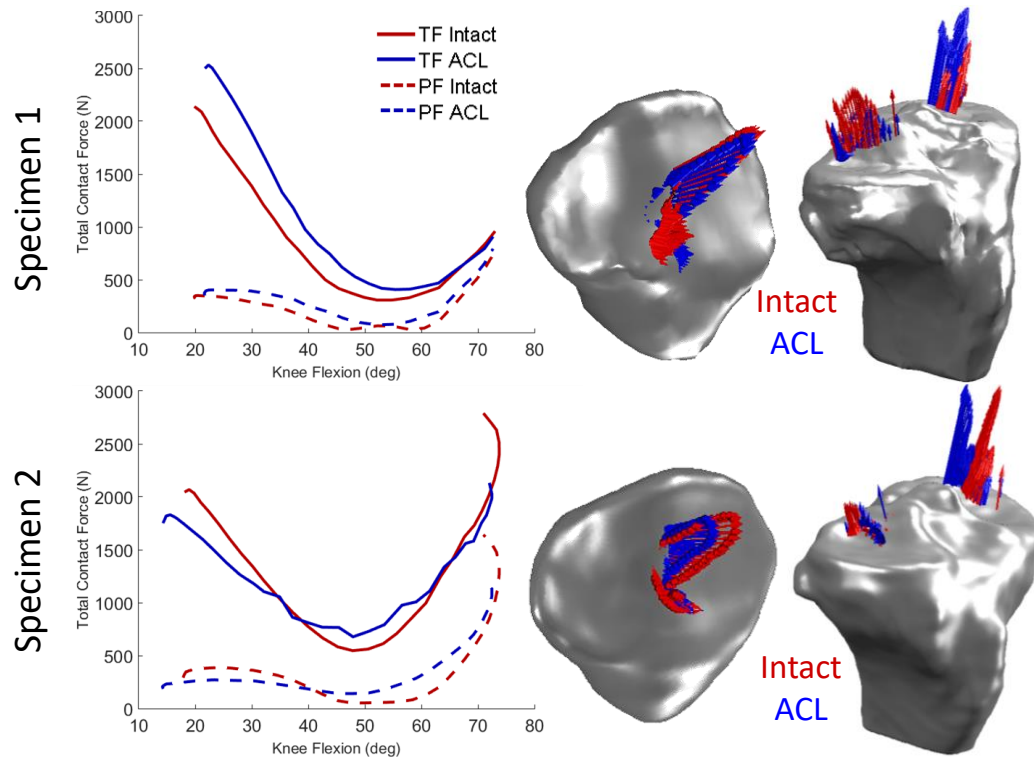 Specimen 1
Total Contact Force (N)
3000
2500
2000
1500
1000
500
0
10 20 30 40 50 60 70 80
Knee Flexion (deg)
TF Intact
TF ACL
PF Intact
PF ACL
Intact
ACL
Specimen 2
Total Contact Force (N)
3000
2500
2000
1500
1000
500
0
10 20 30 40 50 60 70 80
Knee Flexion (deg)
Intact
ACL